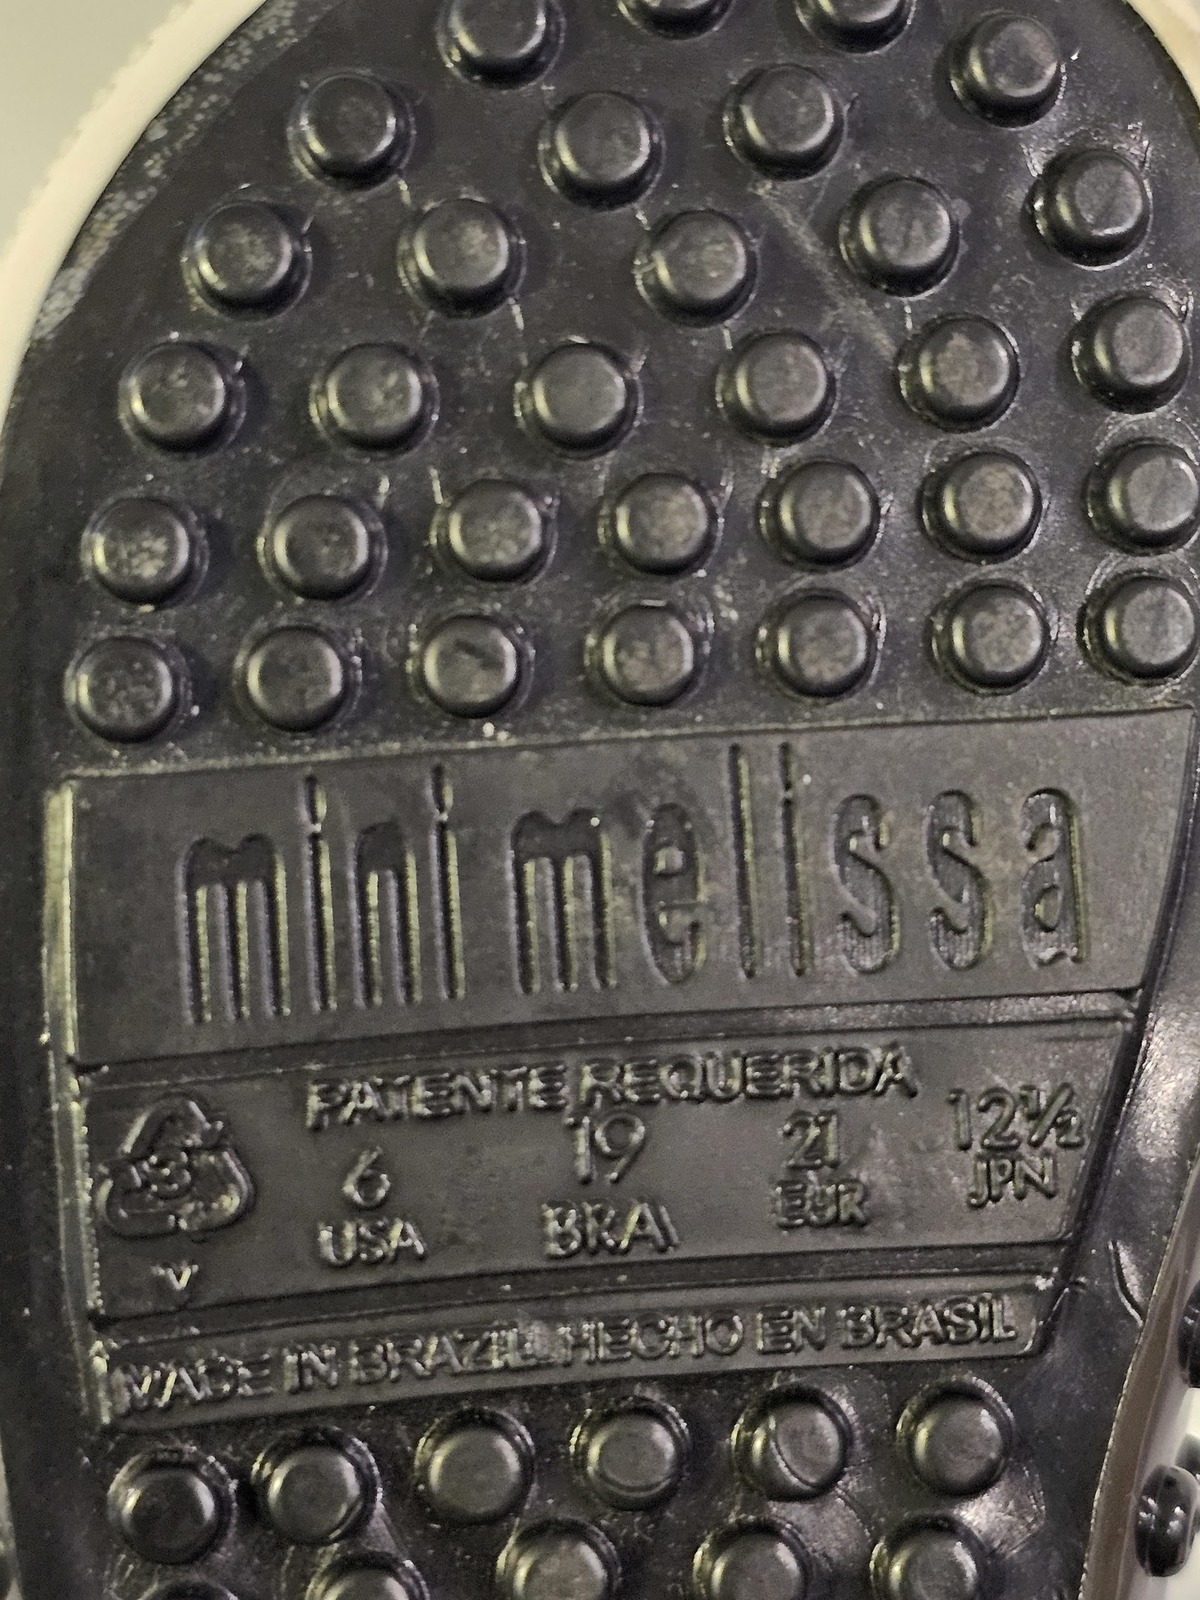 mini melissa
PATENTE REQUERIDA
6 19 21 12½
USA BRA EUR JPN
3
V
MADE IN BRAZIL HECHO EN BRASIL